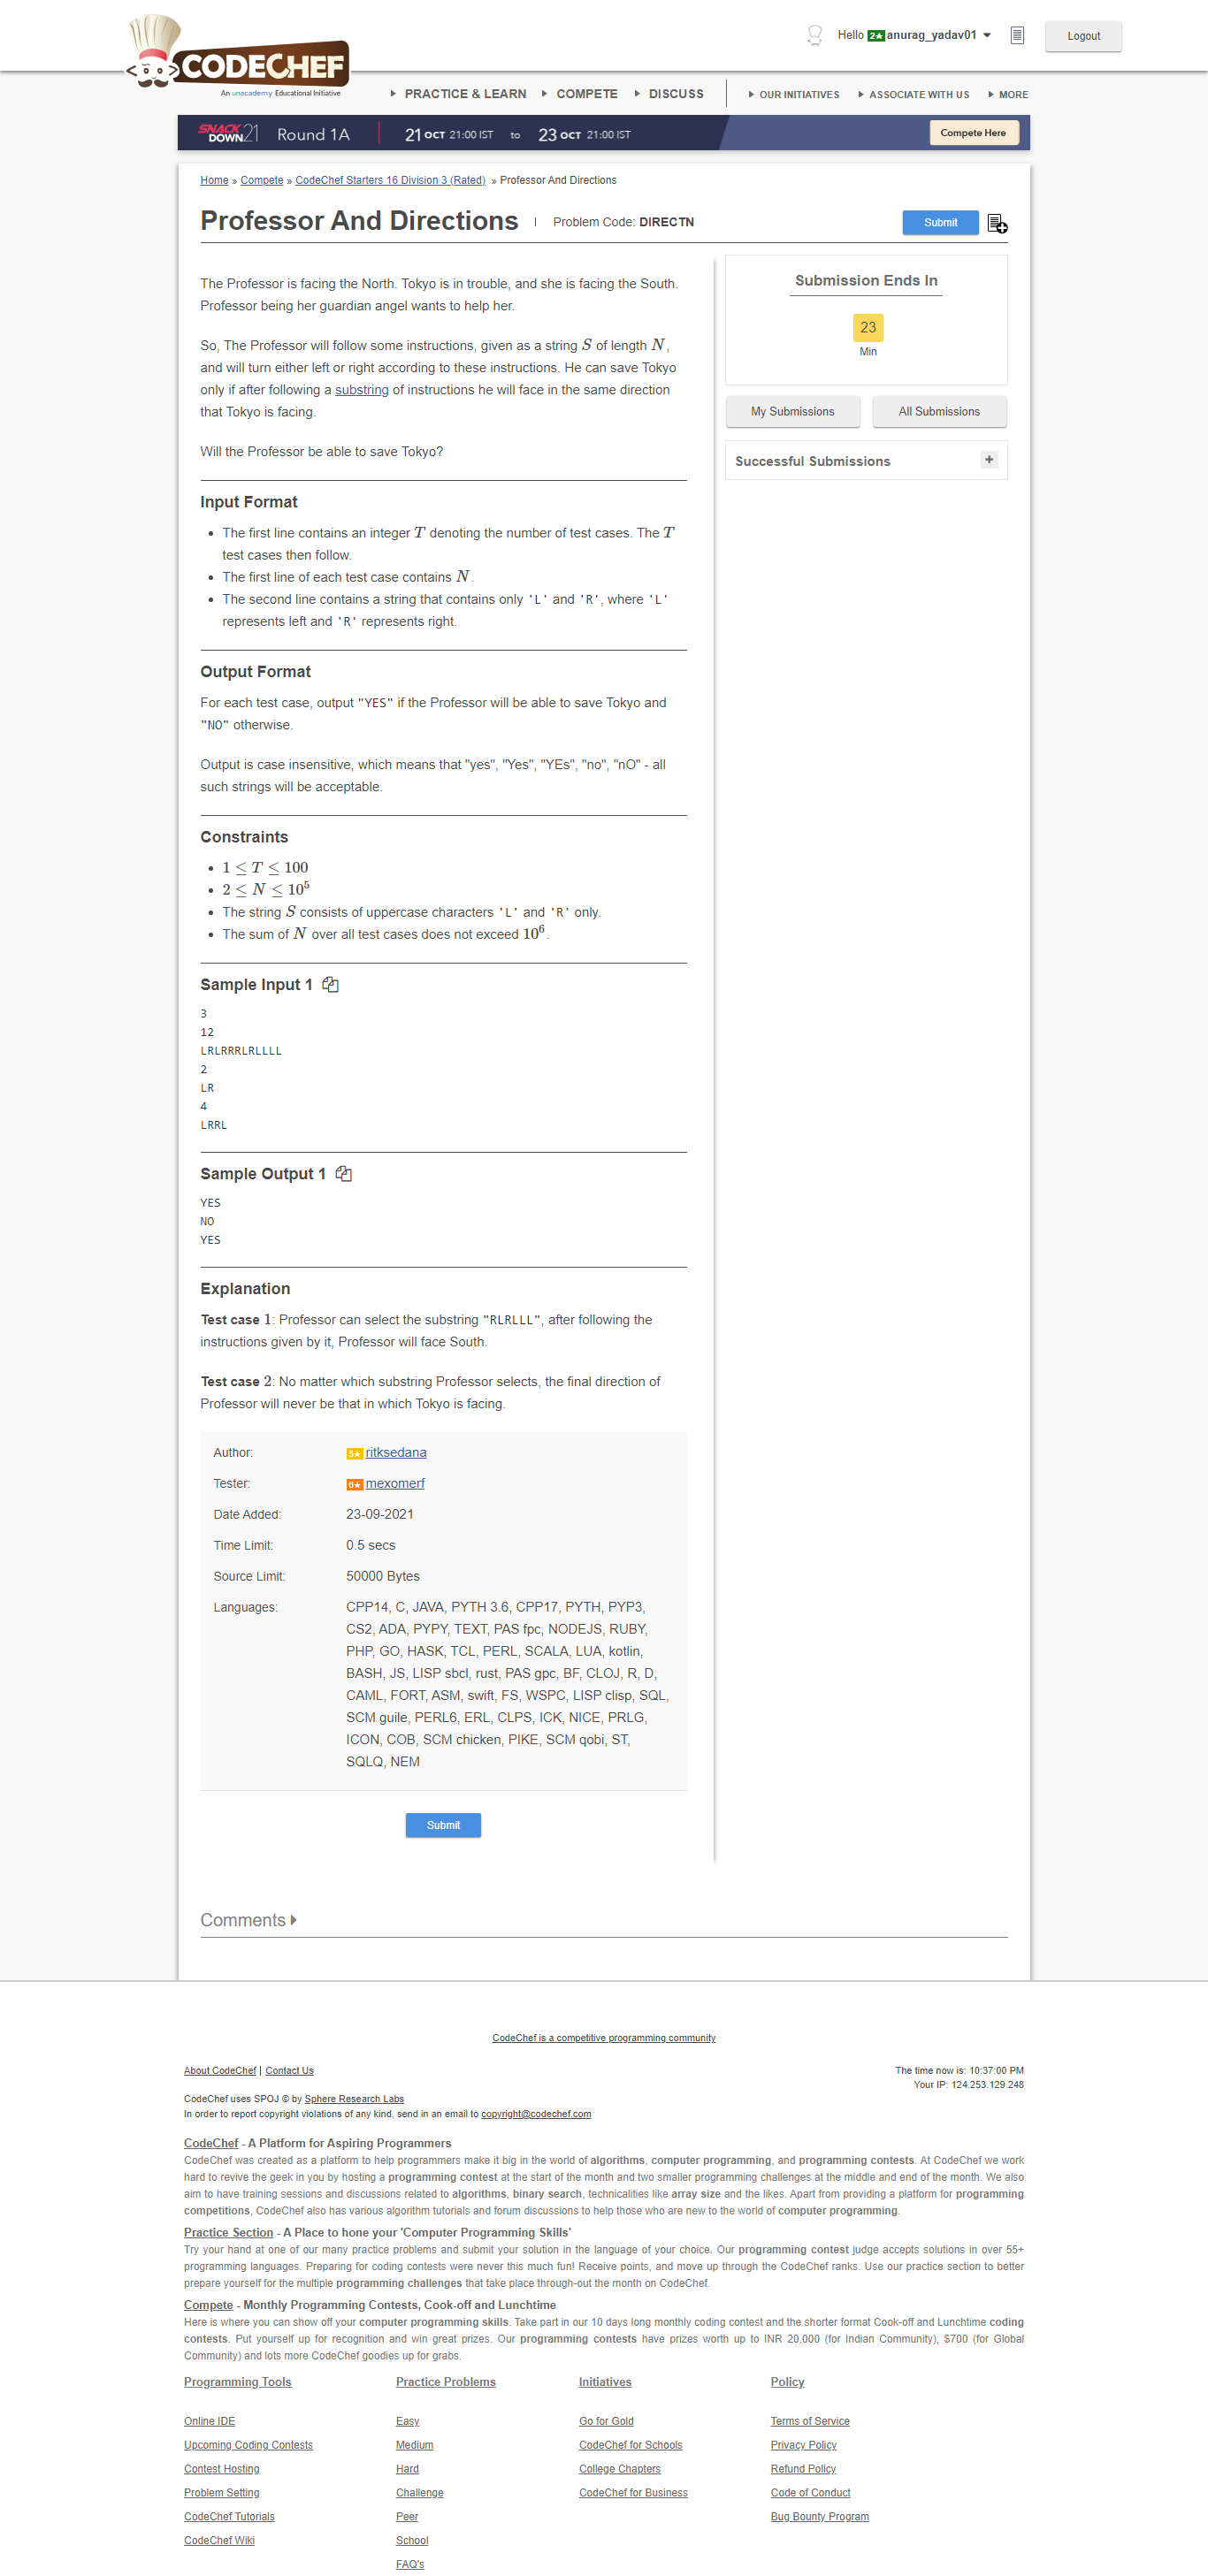 Hello 2★ anurag_yadav01
Logout
CODECHEF
An unacademy Educational Initiative
PRACTICE & LEARN COMPETE DISCUSS OUR INITIATIVES ASSOCIATE WITH US MORE
SNACK DOWN 21 Round 1A 21 OCT 21:00 IST to 23 OCT 21:00 IST Compete Here
Home » Compete » CodeChef Starters 16 Division 3 (Rated) » Professor And Directions
Professor And Directions | Problem Code: DIRECTN Submit
The Professor is facing the North. Tokyo is in trouble, and she is facing the South.
Professor being her guardian angel wants to help her.
So, The Professor will follow some instructions, given as a string S of length N,
and will turn either left or right according to these instructions. He can save Tokyo
only if after following a substring of instructions he will face in the same direction
that Tokyo is facing.
Will the Professor be able to save Tokyo?
Submission Ends In
23
Min
My Submissions All Submissions
Successful Submissions +
Input Format
• The first line contains an integer T denoting the number of test cases. The T
test cases then follow.
• The first line of each test case contains N.
• The second line contains a string that contains only 'L' and 'R', where 'L'
represents left and 'R' represents right.
Output Format
For each test case, output "YES" if the Professor will be able to save Tokyo and
"NO" otherwise.
Output is case insensitive, which means that "yes", "Yes", "YEs", "no", "nO" - all
such strings will be acceptable.
Constraints
• 1 ≤ T ≤ 100
• 2 ≤ N ≤ 10^5
• The string S consists of uppercase characters 'L' and 'R' only.
• The sum of N over all test cases does not exceed 10^6.
Sample Input 1
3
12
LRLRRRLRLLLL
2
LR
4
LRRL
Sample Output 1
YES
NO
YES
Explanation
Test case 1: Professor can select the substring "RLRLLL", after following the
instructions given by it, Professor will face South.
Test case 2: No matter which substring Professor selects, the final direction of
Professor will never be that in which Tokyo is facing.
Author: 5★ ritksedana
Tester: 6★ mexomerf
Date Added: 23-09-2021
Time Limit: 0.5 secs
Source Limit: 50000 Bytes
Languages: CPP14, C, JAVA, PYTH 3.6, CPP17, PYTH, PYP3,
CS2, ADA, PYPY, TEXT, PAS fpc, NODEJS, RUBY,
PHP, GO, HASK, TCL, PERL, SCALA, LUA, kotlin,
BASH, JS, LISP sbcl, rust, PAS gpc, BF, CLOJ, R, D,
CAML, FORT, ASM, swift, FS, WSPC, LISP clisp, SQL,
SCM guile, PERL6, ERL, CLPS, ICK, NICE, PRLG,
ICON, COB, SCM chicken, PIKE, SCM qobi, ST,
SQLQ, NEM
Submit
Comments
CodeChef is a competitive programming community
About CodeChef | Contact Us The time now is: 10:37:00 PM
Your IP: 124.253.129.248
CodeChef uses SPOJ © by Sphere Research Labs
In order to report copyright violations of any kind, send in an email to copyright@codechef.com
CodeChef - A Platform for Aspiring Programmers
CodeChef was created as a platform to help programmers make it big in the world of algorithms, computer programming, and programming contests. At CodeChef we work
hard to revive the geek in you by hosting a programming contest at the start of the month and two smaller programming challenges at the middle and end of the month. We also
aim to have training sessions and discussions related to algorithms, binary search, technicalities like array size and the likes. Apart from providing a platform for programming
competitions, CodeChef also has various algorithm tutorials and forum discussions to help those who are new to the world of computer programming.
Practice Section - A Place to hone your 'Computer Programming Skills'
Try your hand at one of our many practice problems and submit your solution in the language of your choice. Our programming contest judge accepts solutions in over 55+
programming languages. Preparing for coding contests were never this much fun! Receive points, and move up through the CodeChef ranks. Use our practice section to better
prepare yourself for the multiple programming challenges that take place through-out the month on CodeChef.
Compete - Monthly Programming Contests, Cook-off and Lunchtime
Here is where you can show off your computer programming skills. Take part in our 10 days long monthly coding contest and the shorter format Cook-off and Lunchtime coding
contests. Put yourself up for recognition and win great prizes. Our programming contests have prizes worth up to INR 20,000 (for Indian Community), $700 (for Global
Community) and lots more CodeChef goodies up for grabs.
Programming Tools Practice Problems Initiatives Policy
Online IDE Easy Go for Gold Terms of Service
Upcoming Coding Contests Medium CodeChef for Schools Privacy Policy
Contest Hosting Hard College Chapters Refund Policy
Problem Setting Challenge CodeChef for Business Code of Conduct
CodeChef Tutorials Peer Bug Bounty Program
CodeChef Wiki School
FAQ's